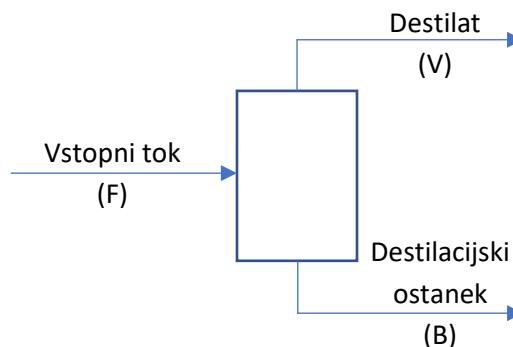 Destilat
(V)
Vstopni tok
(F)
Destilacijski
ostanek
(B)